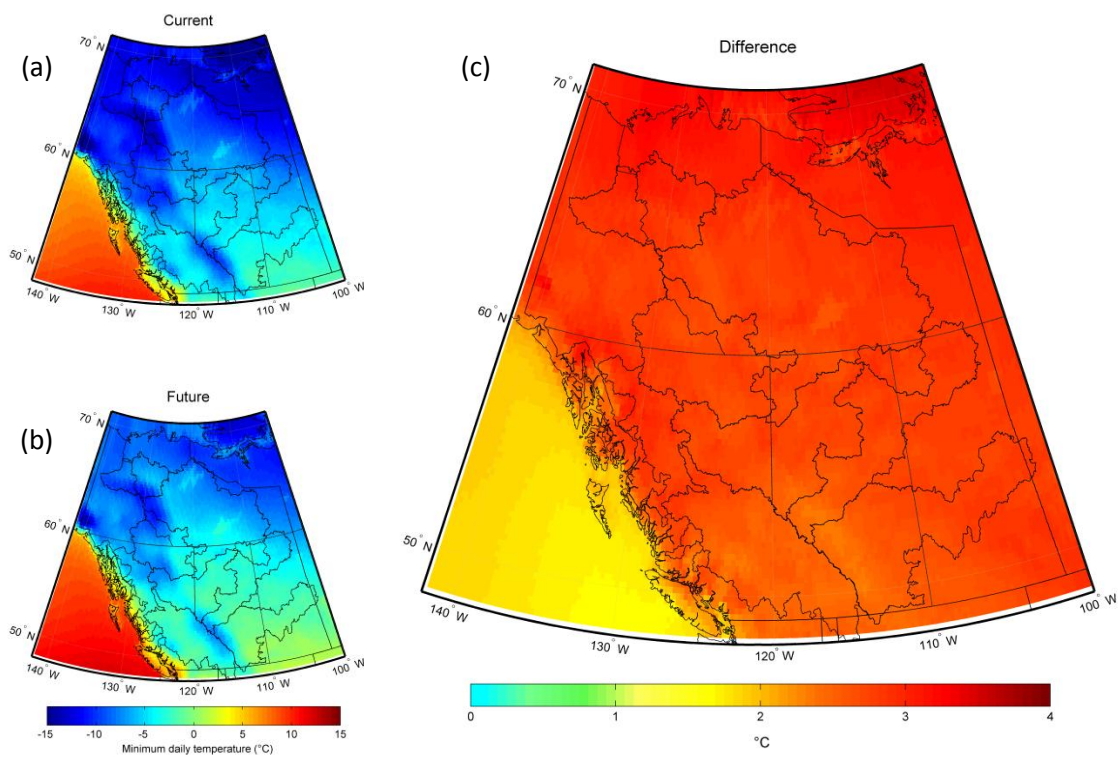 Current
(a)
70° N
60° N
50° N
140° W
130° W
120° W
110° W
100° W
Future
(b)
70° N
60° N
50° N
140° W
130° W
120° W
110° W
100° W
-15 -10 -5 0 5 10 15
Minimum daily temperature (°C)
Difference
(c)
70° N
60° N
50° N
140° W
130° W
120° W
110° W
100° W
0 1 2 3 4
°C